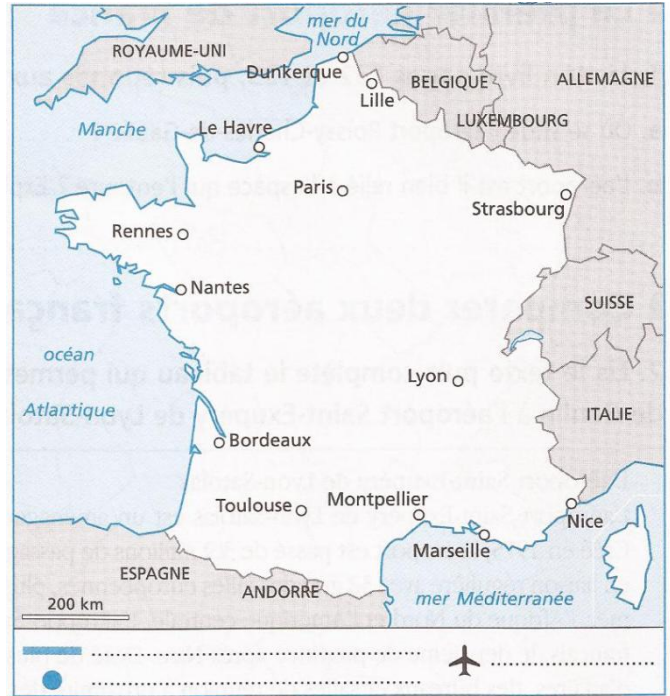 mer du
Nord
ROYAUME-UNI
Dunkerque
BELGIQUE
ALLEMAGNE
Lille
LUXEMBOURG
Manche
Le Havre
Paris
Strasbourg
Rennes
Nantes
SUISSE
océan
Atlantique
Lyon
ITALIE
Bordeaux
Toulouse
Montpellier
Nice
Marseille
ESPAGNE
ANDORRE
mer Méditerranée
200 km